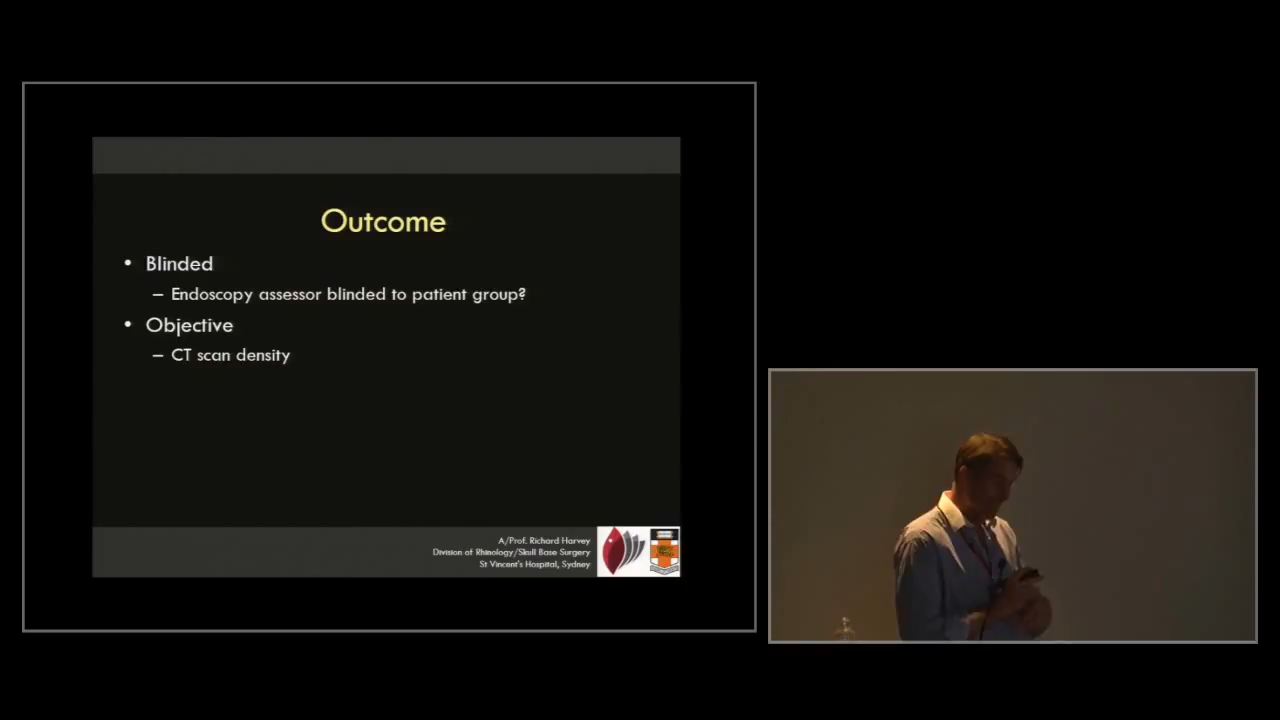 Outcome
• Blinded
– Endoscopy assessor blinded to patient group?
• Objective
– CT scan density
A/Prof. Richard Harvey
Division of Rhinology/Skull Base Surgery
St Vincent's Hospital, Sydney